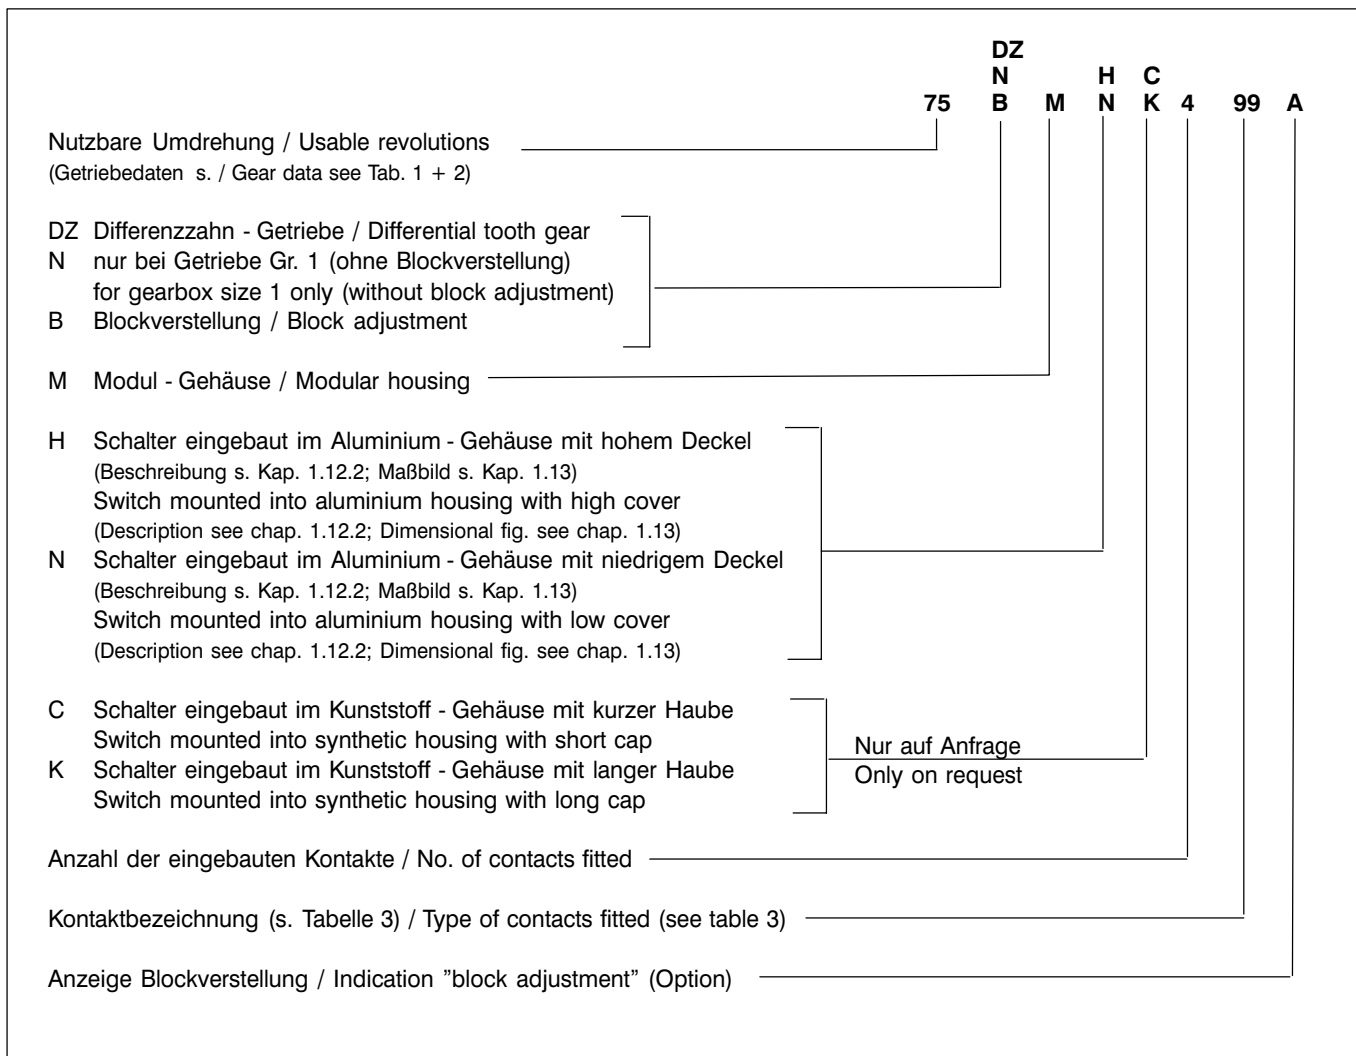 DZ
N H C
75 B M N K 4 99 A
Nutzbare Umdrehung / Usable revolutions
(Getriebedaten s. / Gear data see Tab. 1 + 2)
DZ Differenzzahn - Getriebe / Differential tooth gear
N nur bei Getriebe Gr. 1 (ohne Blockverstellung)
for gearbox size 1 only (without block adjustment)
B Blockverstellung / Block adjustment
M Modul - Gehäuse / Modular housing
H Schalter eingebaut im Aluminium - Gehäuse mit hohem Deckel
(Beschreibung s. Kap. 1.12.2; Maßbild s. Kap. 1.13)
Switch mounted into aluminium housing with high cover
(Description see chap. 1.12.2; Dimensional fig. see chap. 1.13)
N Schalter eingebaut im Aluminium - Gehäuse mit niedrigem Deckel
(Beschreibung s. Kap. 1.12.2; Maßbild s. Kap. 1.13)
Switch mounted into aluminium housing with low cover
(Description see chap. 1.12.2; Dimensional fig. see chap. 1.13)
C Schalter eingebaut im Kunststoff - Gehäuse mit kurzer Haube
Switch mounted into synthetic housing with short cap
K Schalter eingebaut im Kunststoff - Gehäuse mit langer Haube
Switch mounted into synthetic housing with long cap
Nur auf Anfrage
Only on request
Anzahl der eingebauten Kontakte / No. of contacts fitted
Kontaktbezeichnung (s. Tabelle 3) / Type of contacts fitted (see table 3)
Anzeige Blockverstellung / Indication ”block adjustment” (Option)